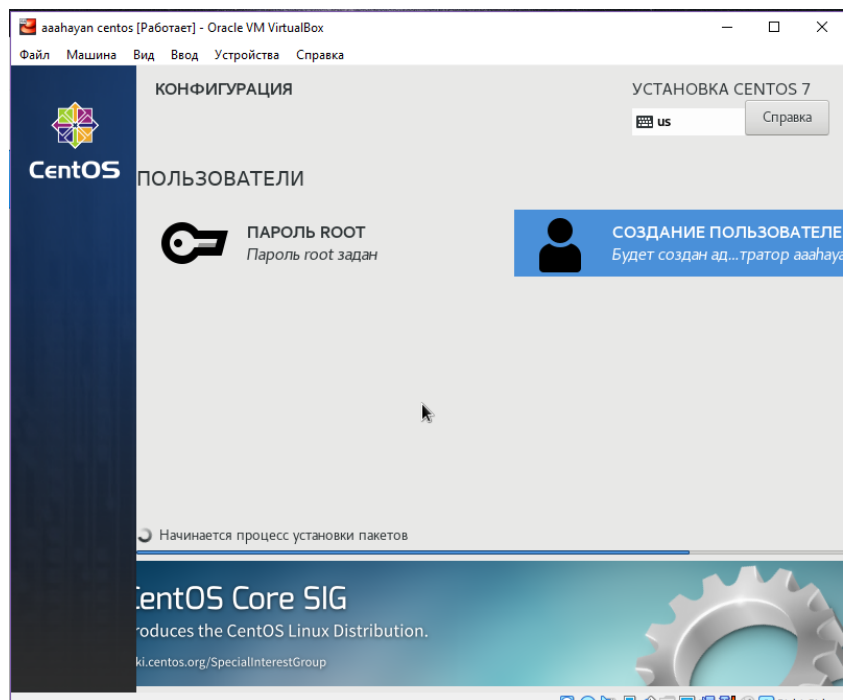 aaahayan centos [Работает] - Oracle VM VirtualBox
Файл Машина Вид Ввод Устройства Справка
КОНФИГУРАЦИЯ
УСТАНОВКА CENTOS 7
us
Справка
CentOS
ПОЛЬЗОВАТЕЛИ
ПАРОЛЬ ROOT
Пароль root задан
СОЗДАНИЕ ПОЛЬЗОВАТЕЛЕ
Будет создан ад...тратор aaahaya
Начинается процесс установки пакетов
CentOS Core SIG
roduces the CentOS Linux Distribution.
ki.centos.org/SpecialInterestGroup